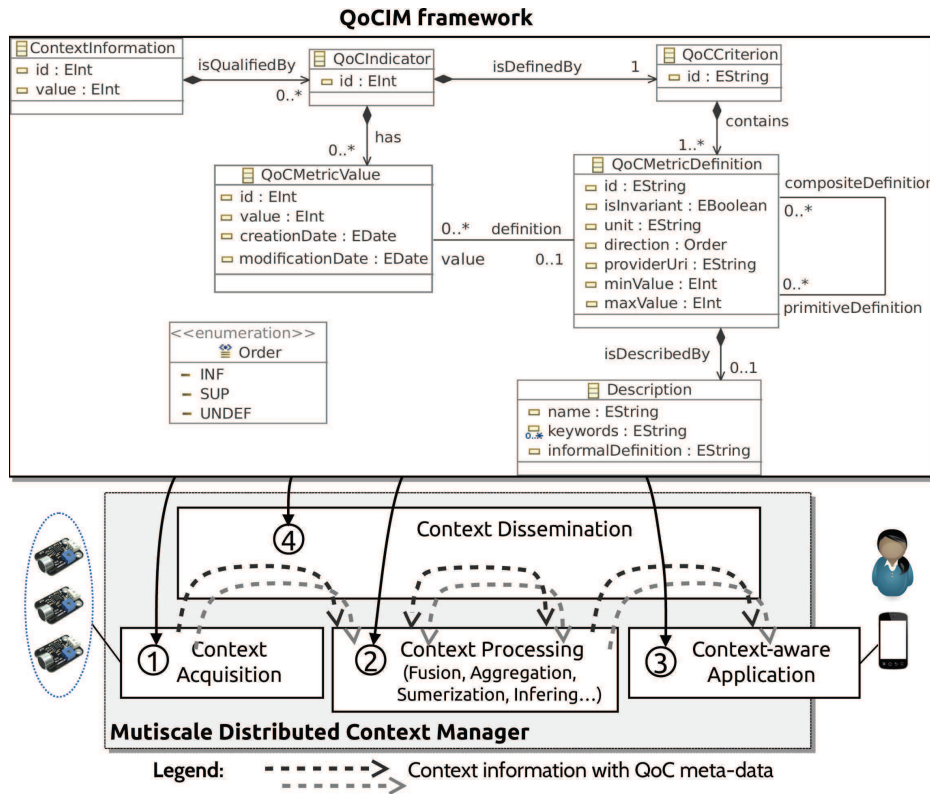 QoCIM framework
ContextInformation
id : EInt
value : EInt
isQualifiedBy
0..*
QoCIndicator
id : EInt
isDefinedBy
1
QoCCriterion
id : EString
has
0..*
contains
1..*
QoCMetricValue
id : EInt
value : EInt
creationDate : EDate
modificationDate : EDate
0..*
definition
value
0..1
QoCMetricDefinition
id : EString
isInvariant : EBoolean
unit : EString
direction : Order
providerUri : EString
minValue : EInt
maxValue : EInt
compositeDefinition
0..*
0..*
primitiveDefinition
<<enumeration>>
Order
INF
SUP
UNDEF
isDescribedBy
0..1
Description
name : EString
0..*
keywords : EString
informalDefinition : EString
Context Dissemination
4
1
Context
Acquisition
2
Context Processing
(Fusion, Aggregation,
Sumerization, Infering...)
3
Context-aware
Application
Mutiscale Distributed Context Manager
Legend:
Context information with QoC meta-data